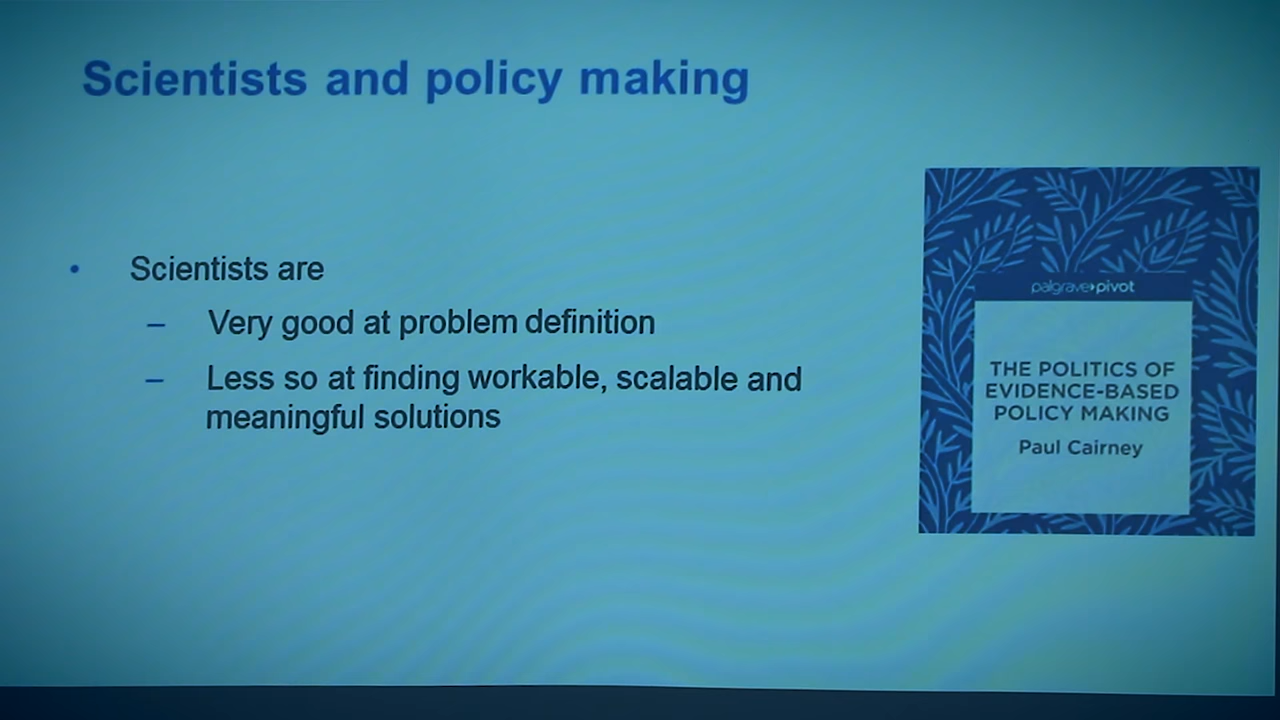 Scientists and policy making
• Scientists are
– Very good at problem definition
– Less so at finding workable, scalable and
meaningful solutions
palgrave pivot
THE POLITICS OF
EVIDENCE-BASED
POLICY MAKING
Paul Cairney